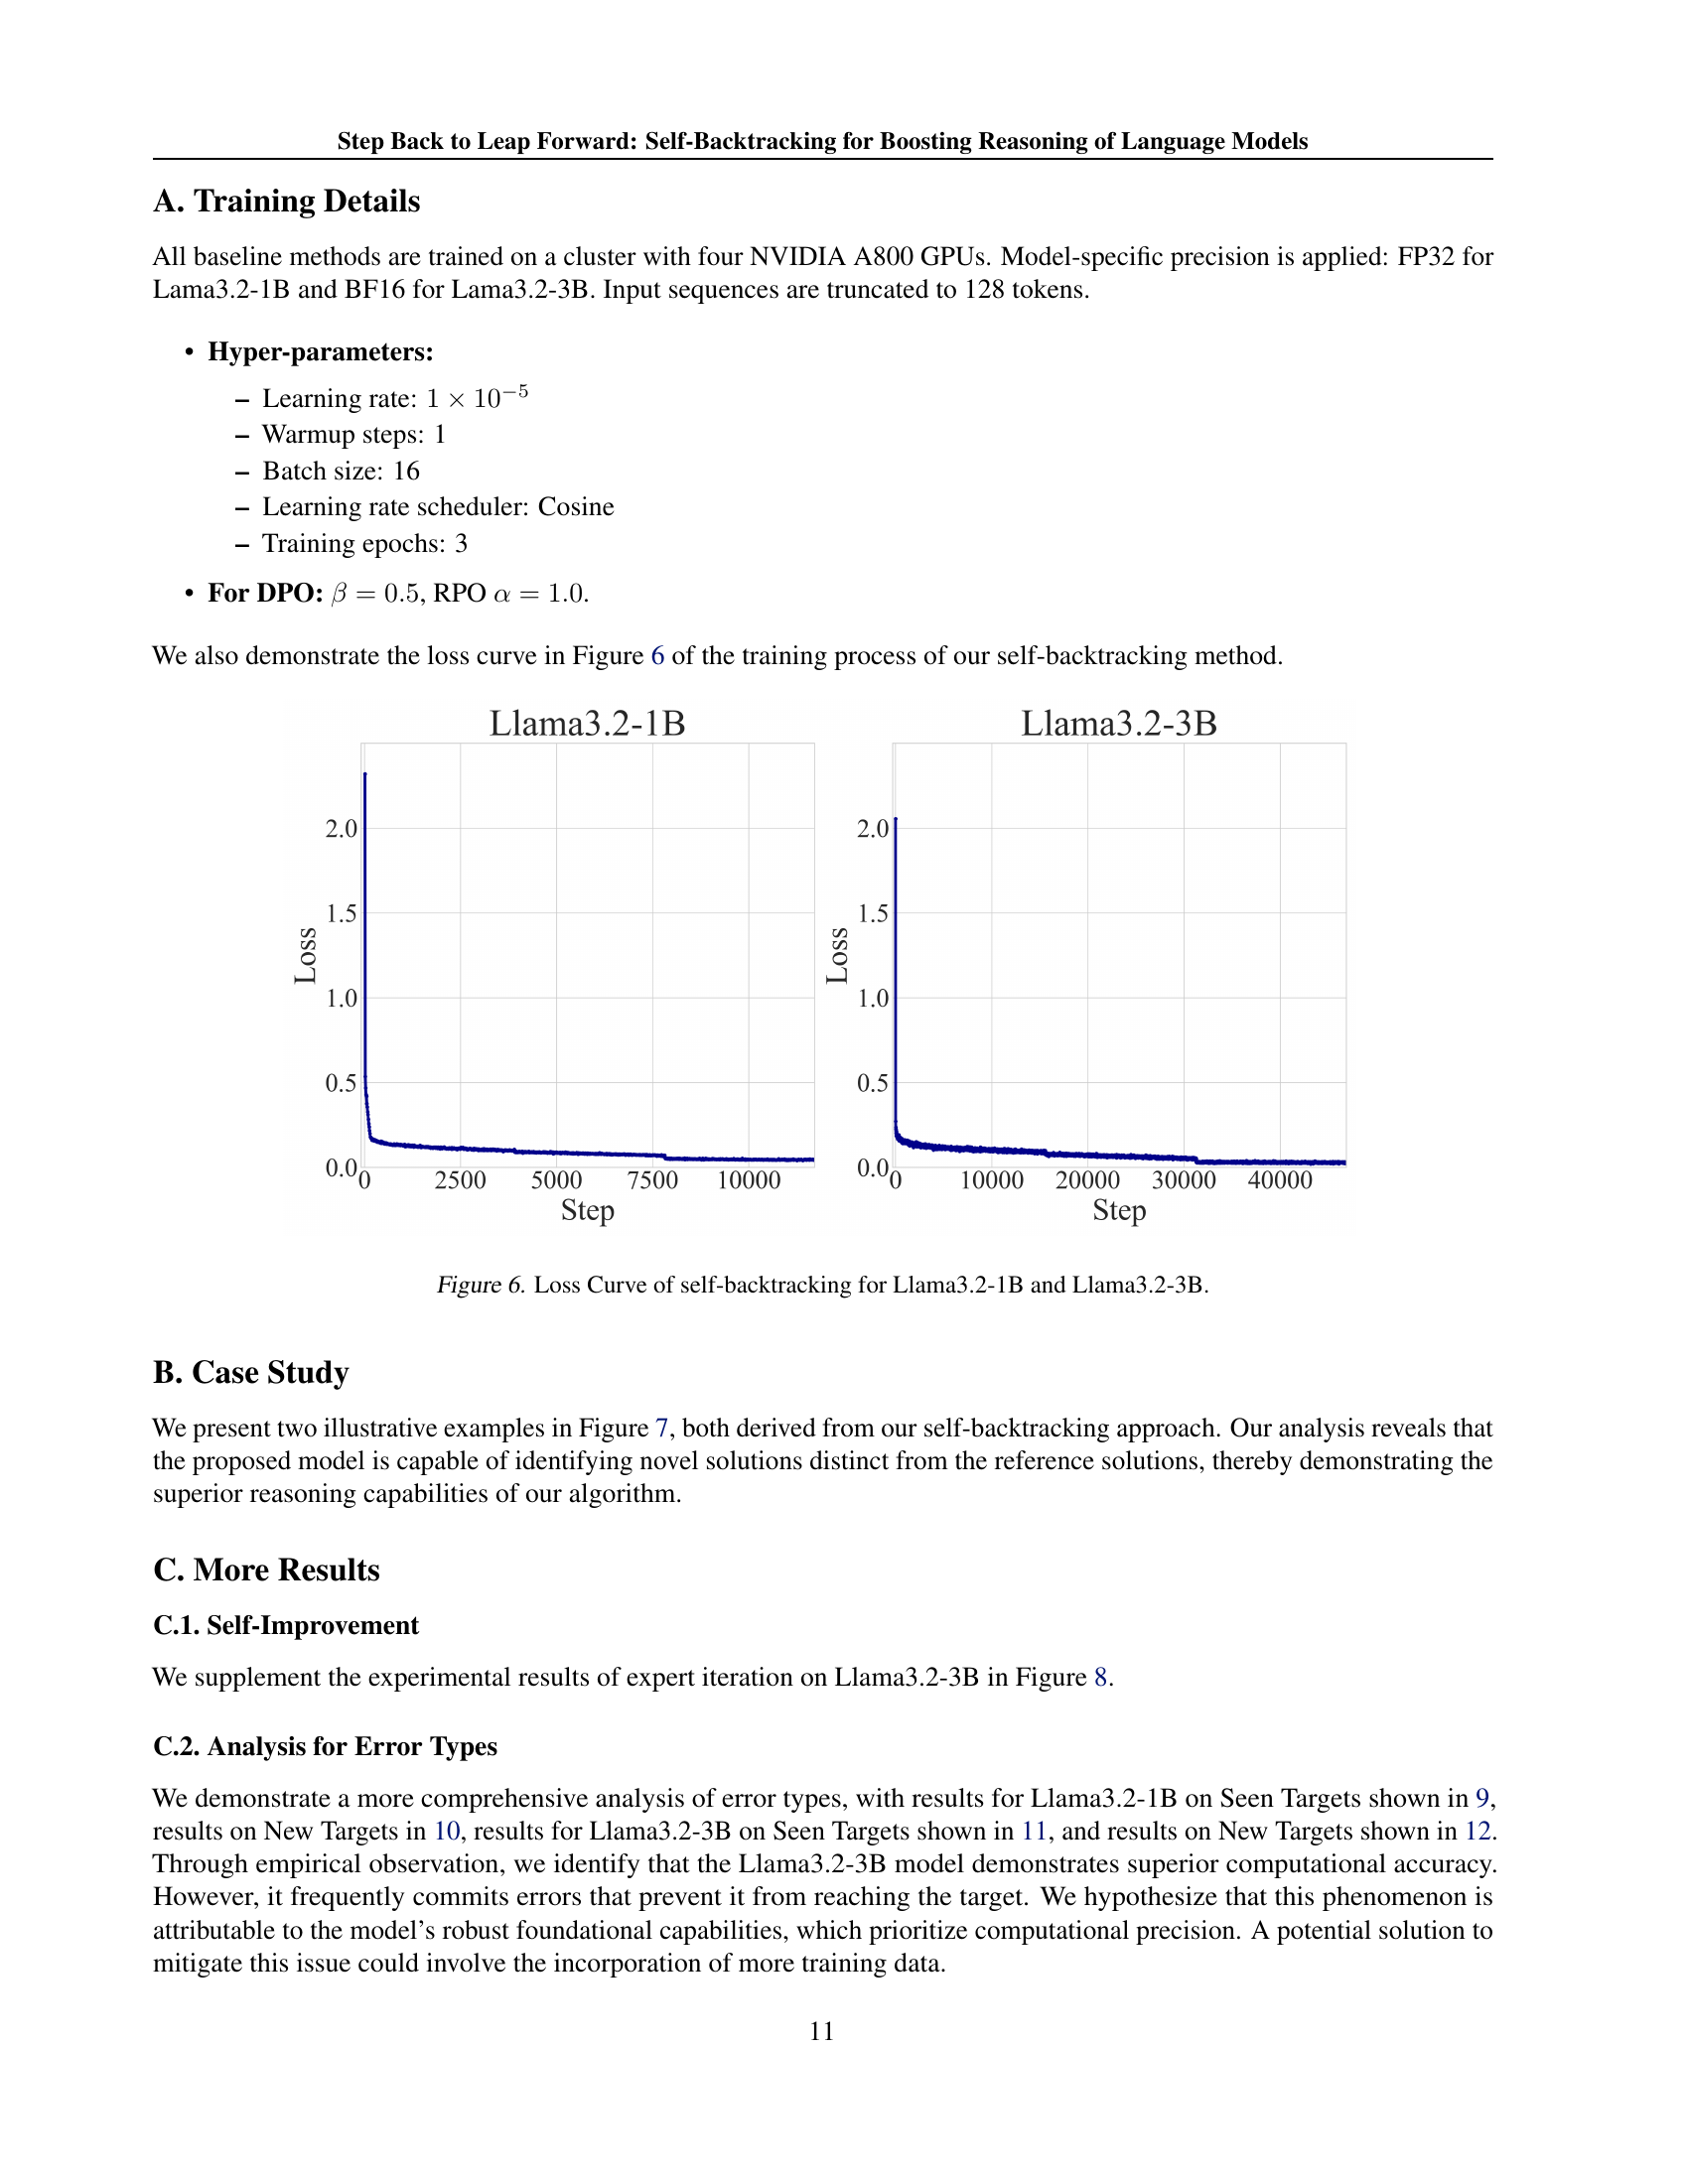 Step Back to Leap Forward: Self-Backtracking for Boosting Reasoning of Language Models
A. Training Details
All baseline methods are trained on a cluster with four NVIDIA A800 GPUs. Model-specific precision is applied: FP32 for
Lama3.2-1B and BF16 for Lama3.2-3B. Input sequences are truncated to 128 tokens.
• Hyper-parameters:
– Learning rate: 1 × 10⁻⁵
– Warmup steps: 1
– Batch size: 16
– Learning rate scheduler: Cosine
– Training epochs: 3
• For DPO: β = 0.5, RPO α = 1.0.
We also demonstrate the loss curve in Figure 6 of the training process of our self-backtracking method.
Llama3.2-1B
2.0
1.5
1.0
0.5
0.0
Loss
0 2500 5000 7500 10000
Step
Llama3.2-3B
2.0
1.5
1.0
0.5
0.0
Loss
0 10000 20000 30000 40000
Step
Figure 6. Loss Curve of self-backtracking for Llama3.2-1B and Llama3.2-3B.
B. Case Study
We present two illustrative examples in Figure 7, both derived from our self-backtracking approach. Our analysis reveals that
the proposed model is capable of identifying novel solutions distinct from the reference solutions, thereby demonstrating the
superior reasoning capabilities of our algorithm.
C. More Results
C.1. Self-Improvement
We supplement the experimental results of expert iteration on Llama3.2-3B in Figure 8.
C.2. Analysis for Error Types
We demonstrate a more comprehensive analysis of error types, with results for Llama3.2-1B on Seen Targets shown in 9,
results on New Targets in 10, results for Llama3.2-3B on Seen Targets shown in 11, and results on New Targets shown in 12.
Through empirical observation, we identify that the Llama3.2-3B model demonstrates superior computational accuracy.
However, it frequently commits errors that prevent it from reaching the target. We hypothesize that this phenomenon is
attributable to the model's robust foundational capabilities, which prioritize computational precision. A potential solution to
mitigate this issue could involve the incorporation of more training data.
11